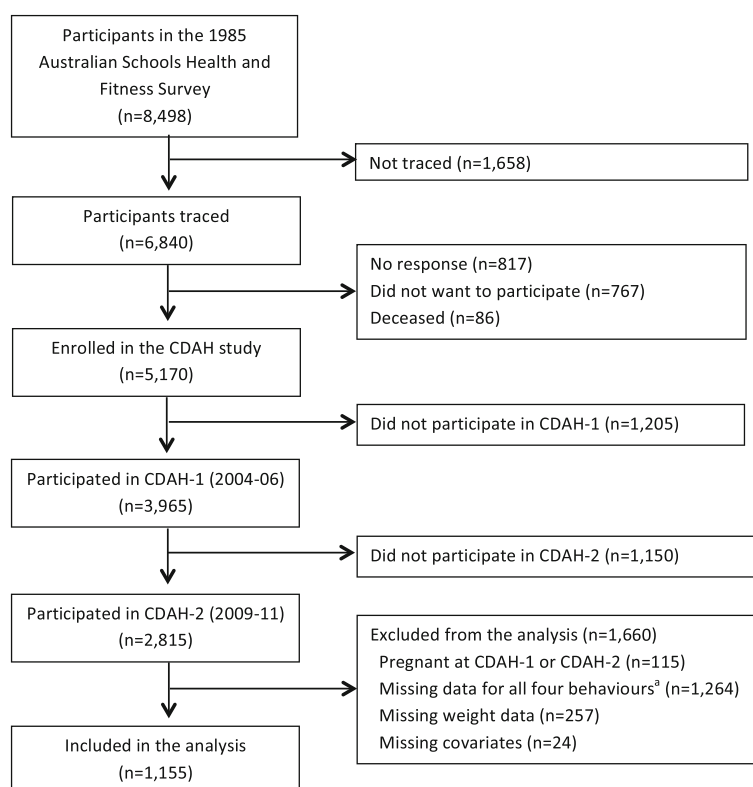 Participants in the 1985
Australian Schools Health and
Fitness Survey
(n=8,498)
Not traced (n=1,658)
Participants traced
(n=6,840)
No response (n=817)
Did not want to participate (n=767)
Deceased (n=86)
Enrolled in the CDAH study
(n=5,170)
Did not participate in CDAH-1 (n=1,205)
Participated in CDAH-1 (2004-06)
(n=3,965)
Did not participate in CDAH-2 (n=1,150)
Participated in CDAH-2 (2009-11)
(n=2,815)
Excluded from the analysis (n=1,660)
Pregnant at CDAH-1 or CDAH-2 (n=115)
Missing data for all four behavioursᵃ (n=1,264)
Missing weight data (n=257)
Missing covariates (n=24)
Included in the analysis
(n=1,155)